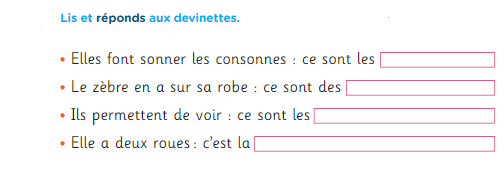 Lis et réponds aux devinettes.
• Elles font sonner les consonnes : ce sont les
• Le zèbre en a sur sa robe : ce sont des
• Ils permettent de voir : ce sont les
• Elle a deux roues : c'est la